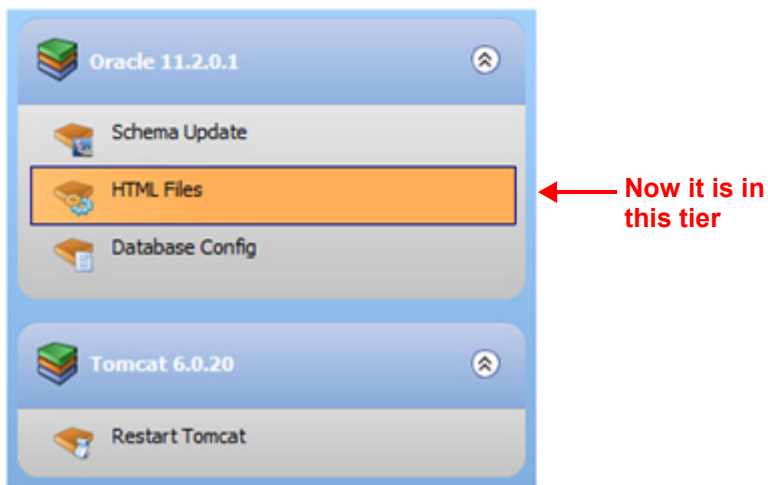 Oracle 11.2.0.1
Schema Update
HTML Files
Now it is in
this tier
Database Config
Tomcat 6.0.20
Restart Tomcat